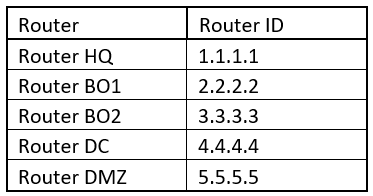 Router Router ID
Router HQ 1.1.1.1
Router BO1 2.2.2.2
Router BO2 3.3.3.3
Router DC 4.4.4.4
Router DMZ 5.5.5.5